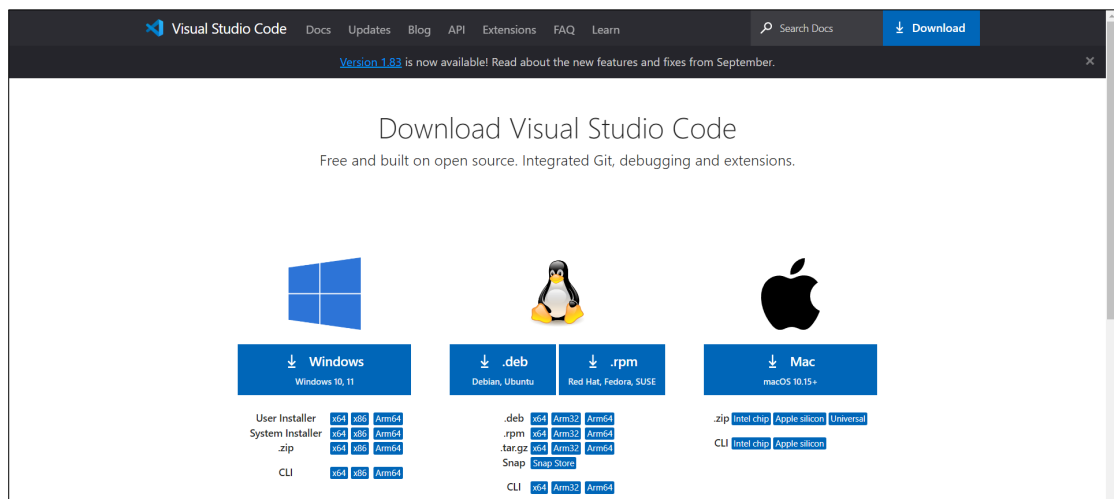 Visual Studio Code Docs Updates Blog API Extensions FAQ Learn Search Docs Download
Version 1.83 is now available! Read about the new features and fixes from September.
Download Visual Studio Code
Free and built on open source. Integrated Git, debugging and extensions.
Windows
Windows 10, 11
User Installer x64 x86 Arm64
System Installer x64 x86 Arm64
.zip x64 x86 Arm64
CLI x64 x86 Arm64
.deb
Debian, Ubuntu
.rpm
Red Hat, Fedora, SUSE
.deb x64 Arm32 Arm64
.rpm x64 Arm32 Arm64
.tar.gz x64 Arm32 Arm64
Snap Snap Store
CLI x64 Arm32 Arm64
Mac
macOS 10.15+
.zip Intel chip Apple silicon Universal
CLI Intel chip Apple silicon